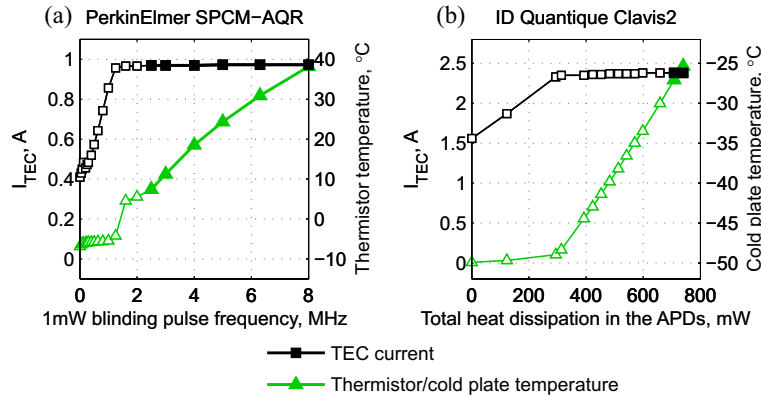 (a) PerkinElmer SPCM−AQR
1
0.8
0.6
0.4
0.2
0
I_TEC, A
40
30
20
10
0
−10
Thermistor temperature, °C
0 2 4 6 8
1mW blinding pulse frequency, MHz
(b) ID Quantique Clavis2
2.5
2
1.5
1
0.5
0
I_TEC, A
−25
−30
−35
−40
−45
−50
Cold plate temperature. °C
0 200 400 600 800
Total heat dissipation in the APDs, mW
TEC current
Thermistor/cold plate temperature